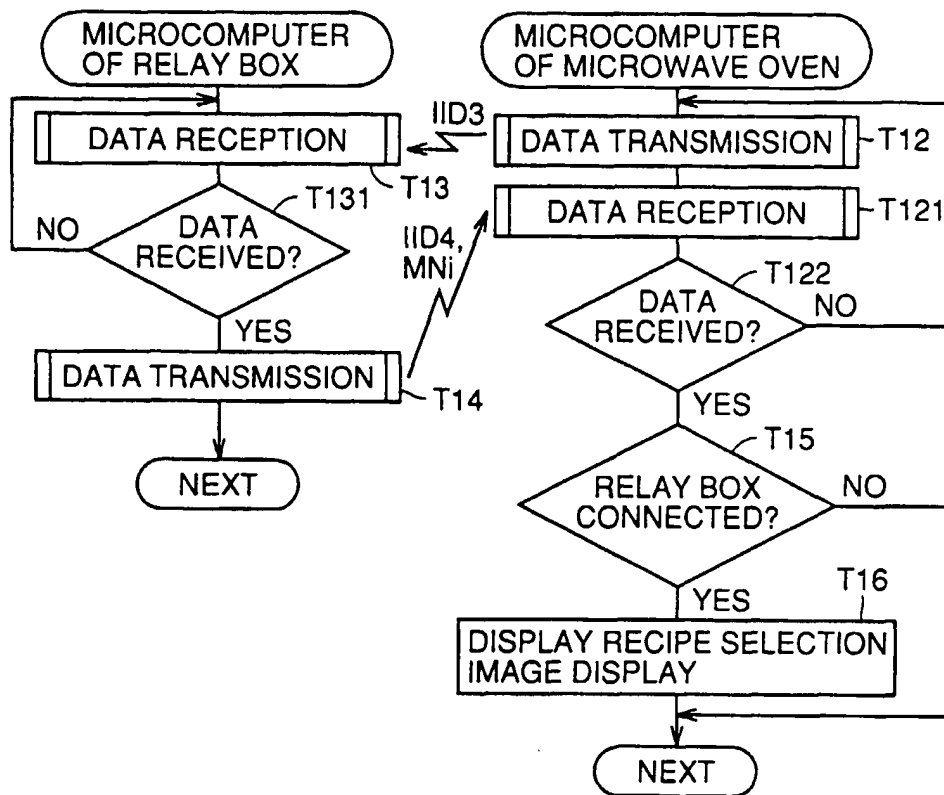 MICROCOMPUTER
OF RELAY BOX
DATA RECEPTION
T13
T131
NO
DATA
RECEIVED?
YES
DATA TRANSMISSION
T14
NEXT
IID3
IID4,
MNi
MICROCOMPUTER
OF MICROWAVE OVEN
DATA TRANSMISSION
T12
DATA RECEPTION
T121
T122
DATA
RECEIVED?
NO
YES
T15
RELAY BOX
CONNECTED?
NO
YES
T16
DISPLAY RECIPE SELECTION
IMAGE DISPLAY
NEXT